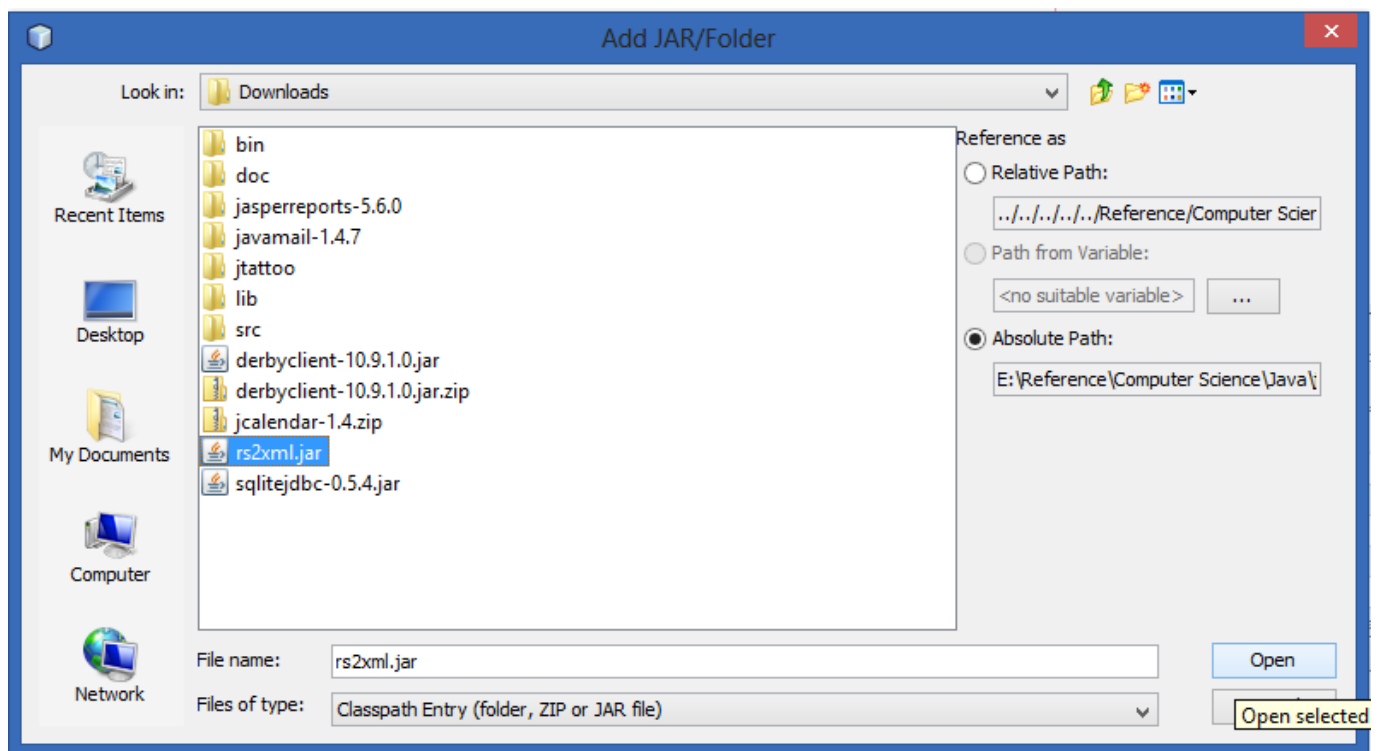 Add JAR/Folder
Look in:
Downloads
Recent Items
Desktop
My Documents
Computer
Network
bin
doc
jasperreports-5.6.0
javamail-1.4.7
jtattoo
lib
src
derbyclient-10.9.1.0.jar
derbyclient-10.9.1.0.jar.zip
jcalendar-1.4.zip
rs2xml.jar
sqlitejdbc-0.5.4.jar
Reference as
Relative Path:
../../../../../Reference/Computer Scier
Path from Variable:
<no suitable variable>
...
Absolute Path:
E:\Reference\Computer Science\Java\
File name:
rs2xml.jar
Open
Files of type:
Classpath Entry (folder, ZIP or JAR file)
Open selected